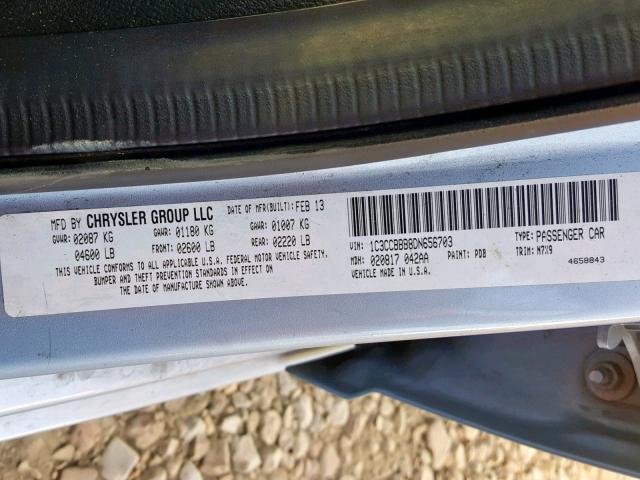 MFD BY CHRYSLER GROUP LLC DATE OF MFR(BUILT): FEB 13
GVWR: 02087 KG GAWR: 01180 KG GAWR: 01007 KG
04600 LB FRONT: 02600 LB REAR: 02220 LB
THIS VEHICLE CONFORMS TO ALL APPLICABLE U.S.A. FEDERAL MOTOR VEHICLE SAFETY,
BUMPER AND THEFT PREVENTION STANDARDS IN EFFECT ON
THE DATE OF MANUFACTURE SHOWN ABOVE.
VIN: 1C3CCBBB8DN656703 TYPE: PASSENGER CAR
MDH: 020817 042AA PAINT: PDB TRIM: N7X9
MADE IN U.S.A. 4658843